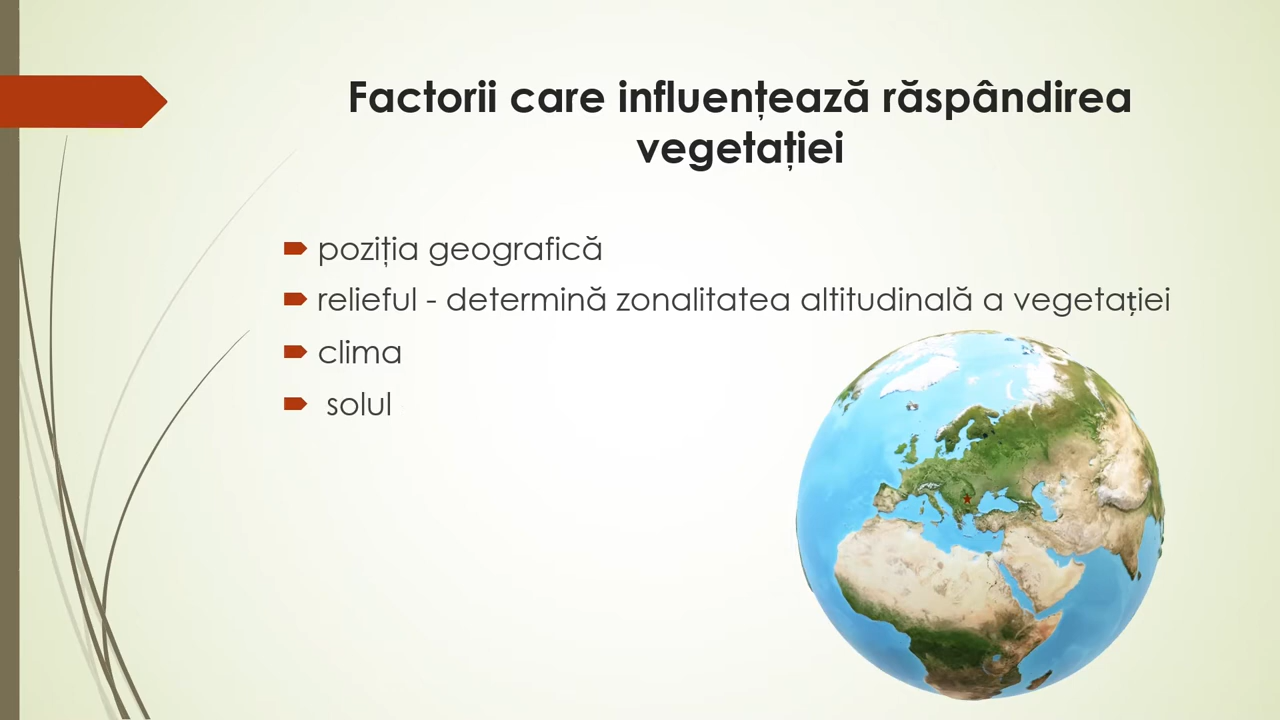 Factorii care influențează răspândirea
vegetației
poziția geografică
relieful - determină zonalitatea altitudinală a vegetației
clima
solul